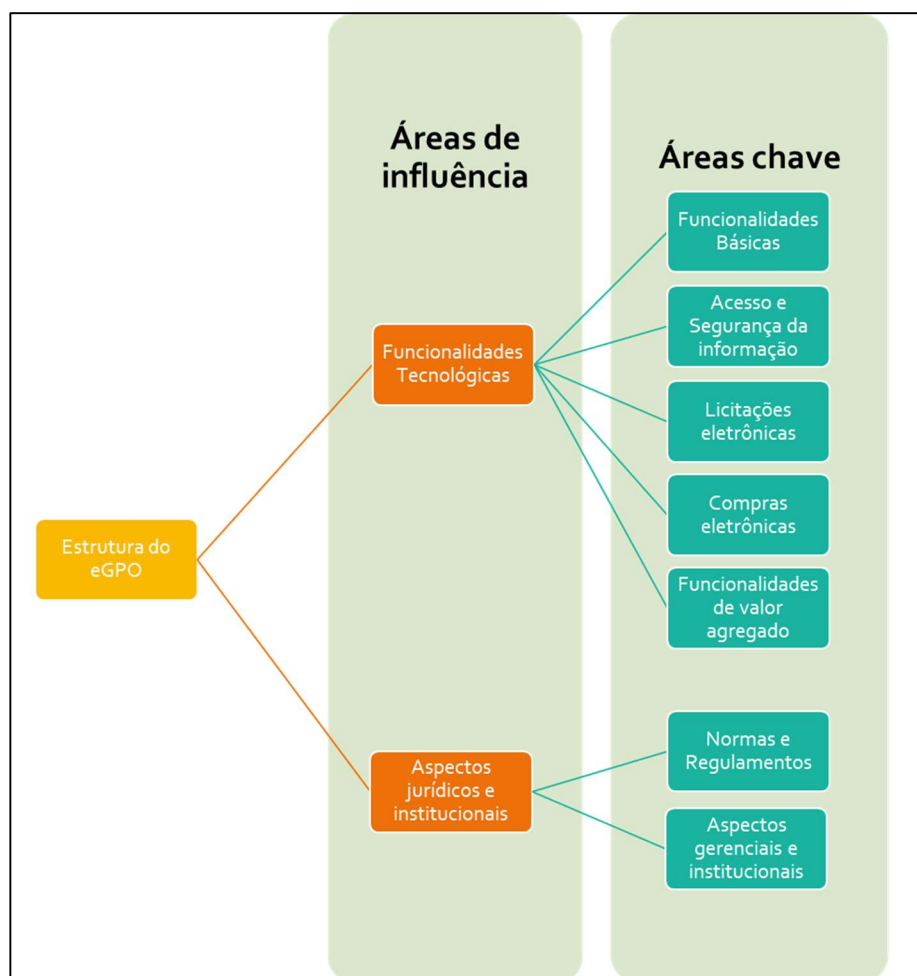 Áreas de
influência
Áreas chave
Funcionalidades
Básicas
Acesso e
Segurança da
informação
Funcionalidades
Tecnológicas
Licitações
eletrônicas
Compras
eletrônicas
Estrutura do
eGPO
Funcionalidades
de valor
agregado
Normas e
Regulamentos
Aspectos
jurídicos e
institucionais
Aspectos
gerenciais e
institucionais